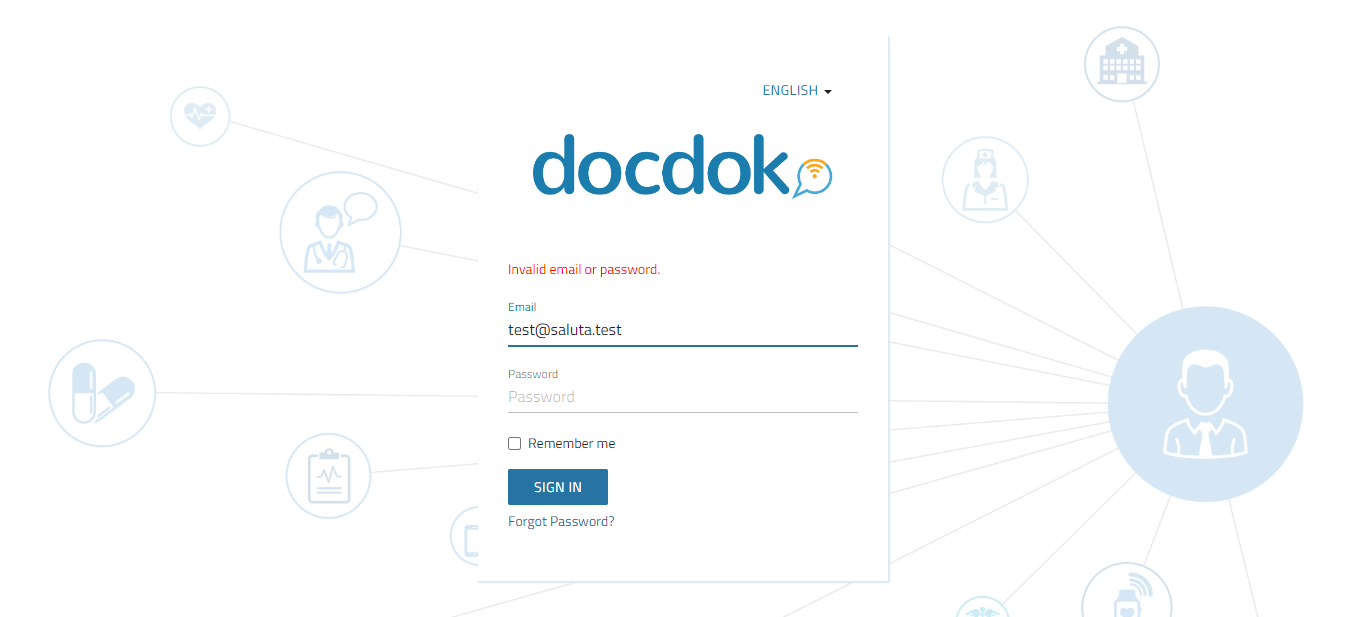 ENGLISH
docdok
Invalid email or password.
Email
test@saluta.test
Password
Password
Remember me
SIGN IN
Forgot Password?